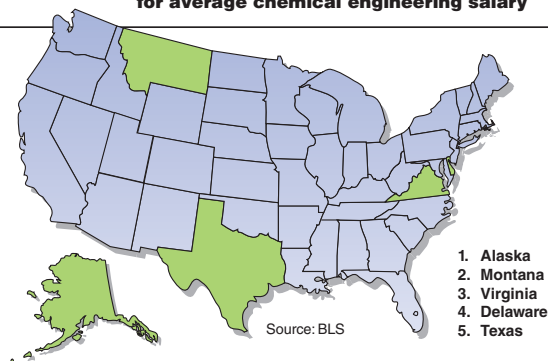 for average chemical engineering salary
1. Alaska
2. Montana
3. Virginia
4. Delaware
5. Texas
Source: BLS